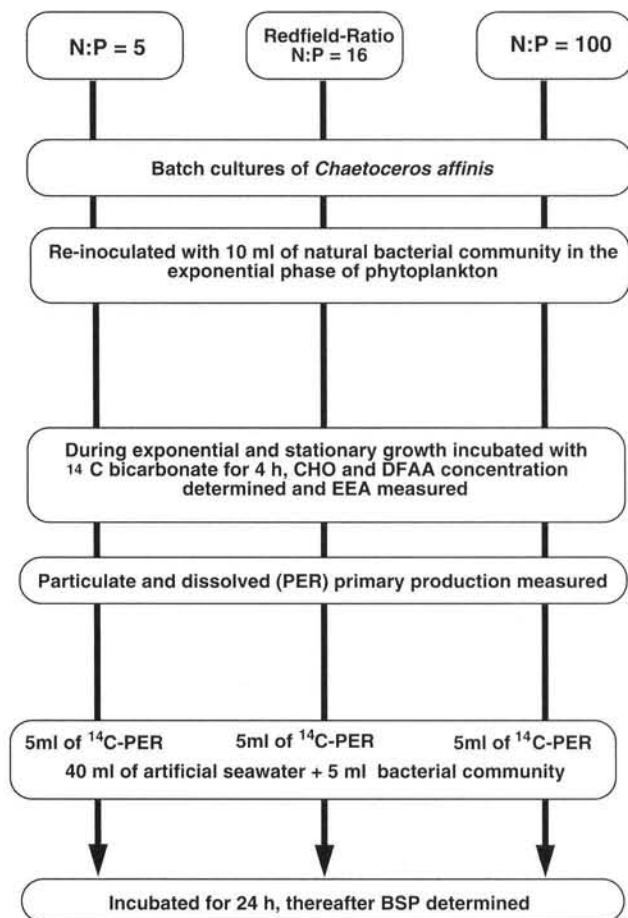 N:P = 5
Redfield-Ratio
N:P = 16
N:P = 100
Batch cultures of Chaetoceros affinis
Re-inoculated with 10 ml of natural bacterial community in the
exponential phase of phytoplankton
During exponential and stationary growth incubated with
¹⁴ C bicarbonate for 4 h, CHO and DFAA concentration
determined and EEA measured
Particulate and dissolved (PER) primary production measured
5ml of ¹⁴C-PER 5ml of ¹⁴C-PER 5ml of ¹⁴C-PER
40 ml of artificial seawater + 5 ml bacterial community
Incubated for 24 h, thereafter BSP determined